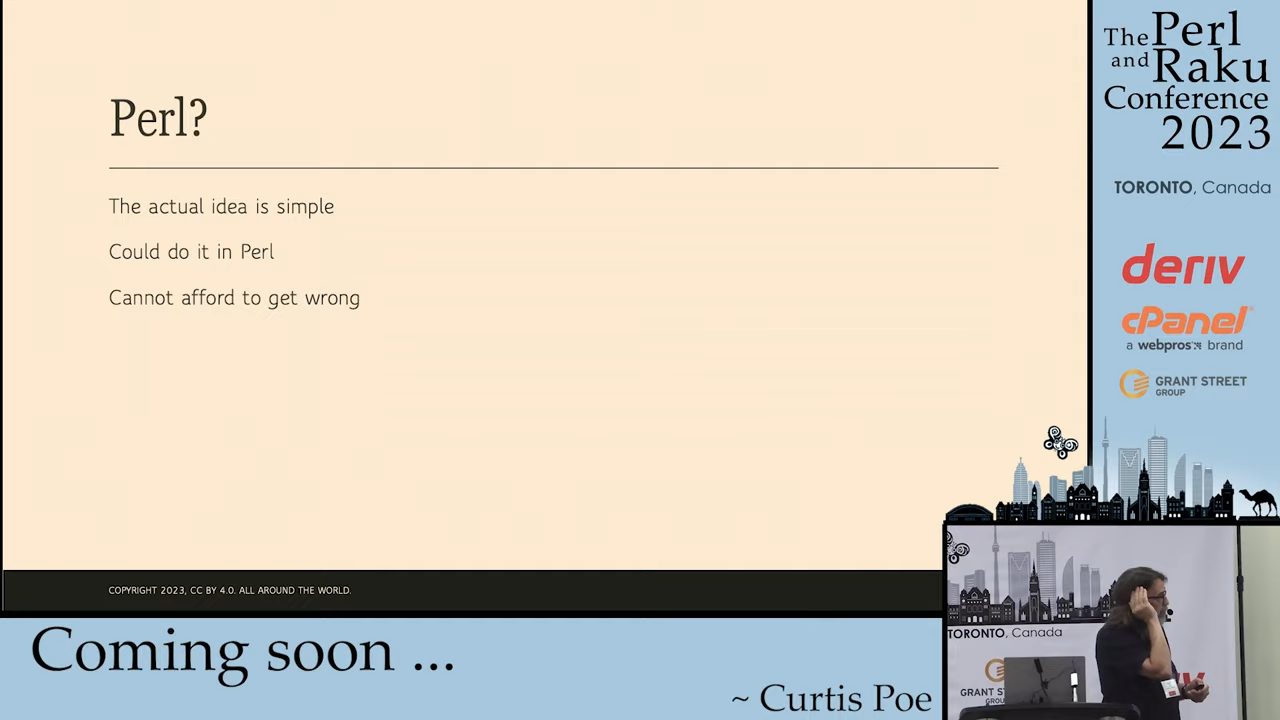 Perl?
The actual idea is simple
Could do it in Perl
Cannot afford to get wrong
COPYRIGHT 2023, CC BY 4.0. ALL AROUND THE WORLD.
The Perl
and Raku
Conference
2023
TORONTO, Canada
deriv
cPanel®
a webpros brand
GRANT STREET
GROUP
TORONTO, Canada
GRANT S
GROU
Coming soon ...
~ Curtis Poe